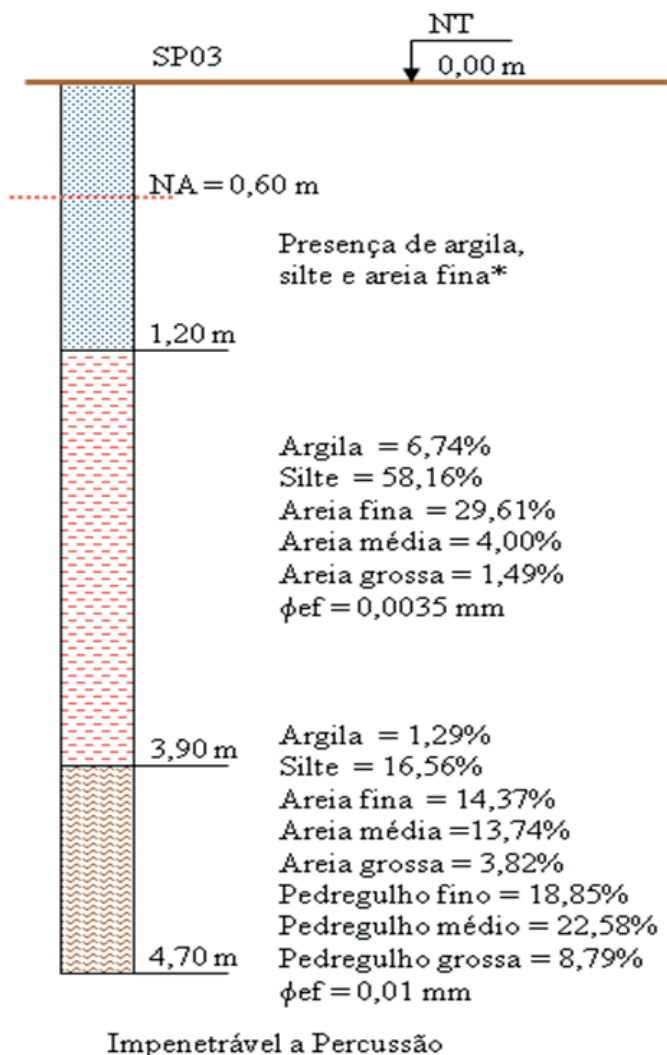 NT
SP03
0,00 m
NA = 0,60 m
Presença de argila,
silte e areia fina*
1,20 m
Argila = 6,74%
Silte = 58,16%
Areia fina = 29,61%
Areia média = 4,00%
Areia grossa = 1,49%
ϕef = 0,0035 mm
3,90 m
Argila = 1,29%
Silte = 16,56%
Areia fina = 14,37%
Areia média =13,74%
Areia grossa = 3,82%
Pedregulho fino = 18,85%
Pedregulho médio = 22,58%
Pedregulho grossa = 8,79%
ϕef = 0,01 mm
4,70 m
Impenetrável a Percussão